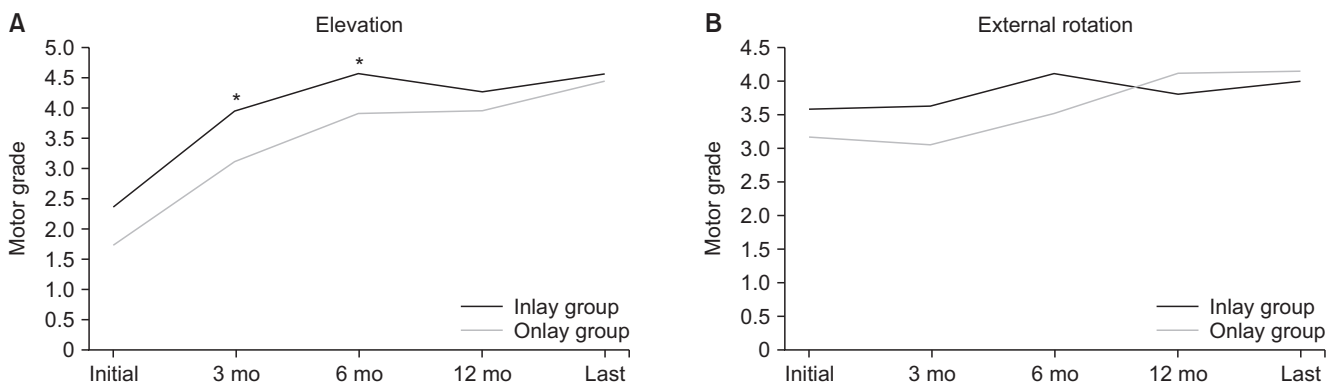 A
Elevation
Motor grade
5.0
4.5
4.0
3.5
3.0
2.5
2.0
1.5
1.0
0.5
0
*
*
Inlay group
Onlay group
Initial 3 mo 6 mo 12 mo Last
B
External rotation
Motor grade
4.5
4.0
3.5
3.0
2.5
2.0
1.5
1.0
0.5
0
Inlay group
Onlay group
Initial 3 mo 6 mo 12 mo Last